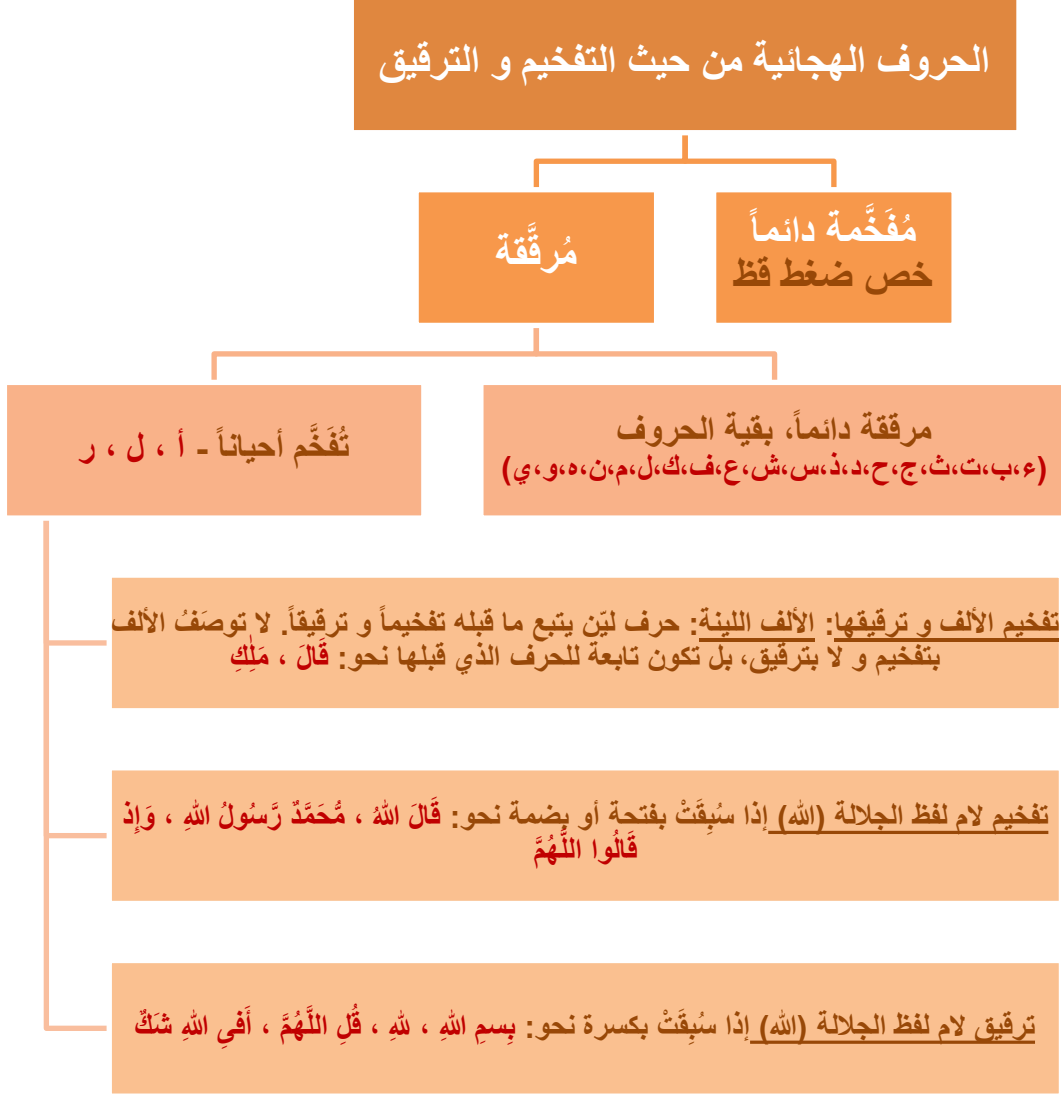 الحروف الهجائية من حيث التفخيم و الترقيق
مُفَخَّمة دائماً
خص ضغط قظ
مُرقَّقة
مرققة دائماً، بقية الحروف
(ء،ب،ت،ث،ج،ح،د،ذ،س،ش،ع،ف،ك،ل،م،ن،ه،و،ي)
تُفَخَّم أحياناً - أ ، ل ، ر
تفخيم الألف و ترقيقها: الألف اللينة: حرف ليّن يتبع ما قبله تفخيماً و ترقيقاً. لا توصَفُ الألف
بتفخيم و لا بترقيق، بل تكون تابعة للحرف الذي قبلها نحو: قَالَ ، مَلِٰكِ
تفخيم لام لفظ الجلالة (الله) إذا سُبِقَتْ بفتحة أو بضمة نحو: قَالَ اللهُ ، مُّحَمَّدٌ رَّسُولُ اللهِ ، وَإِذ
قَالُوا اللَّهُمَّ
ترقيق لام لفظ الجلالة (الله) إذا سُبِقَتْ بكسرة نحو: بِسمِ اللهِ ، للهِ ، قُلِ اللَّهُمَّ ، أَفىِ اللهِ شَكٌ